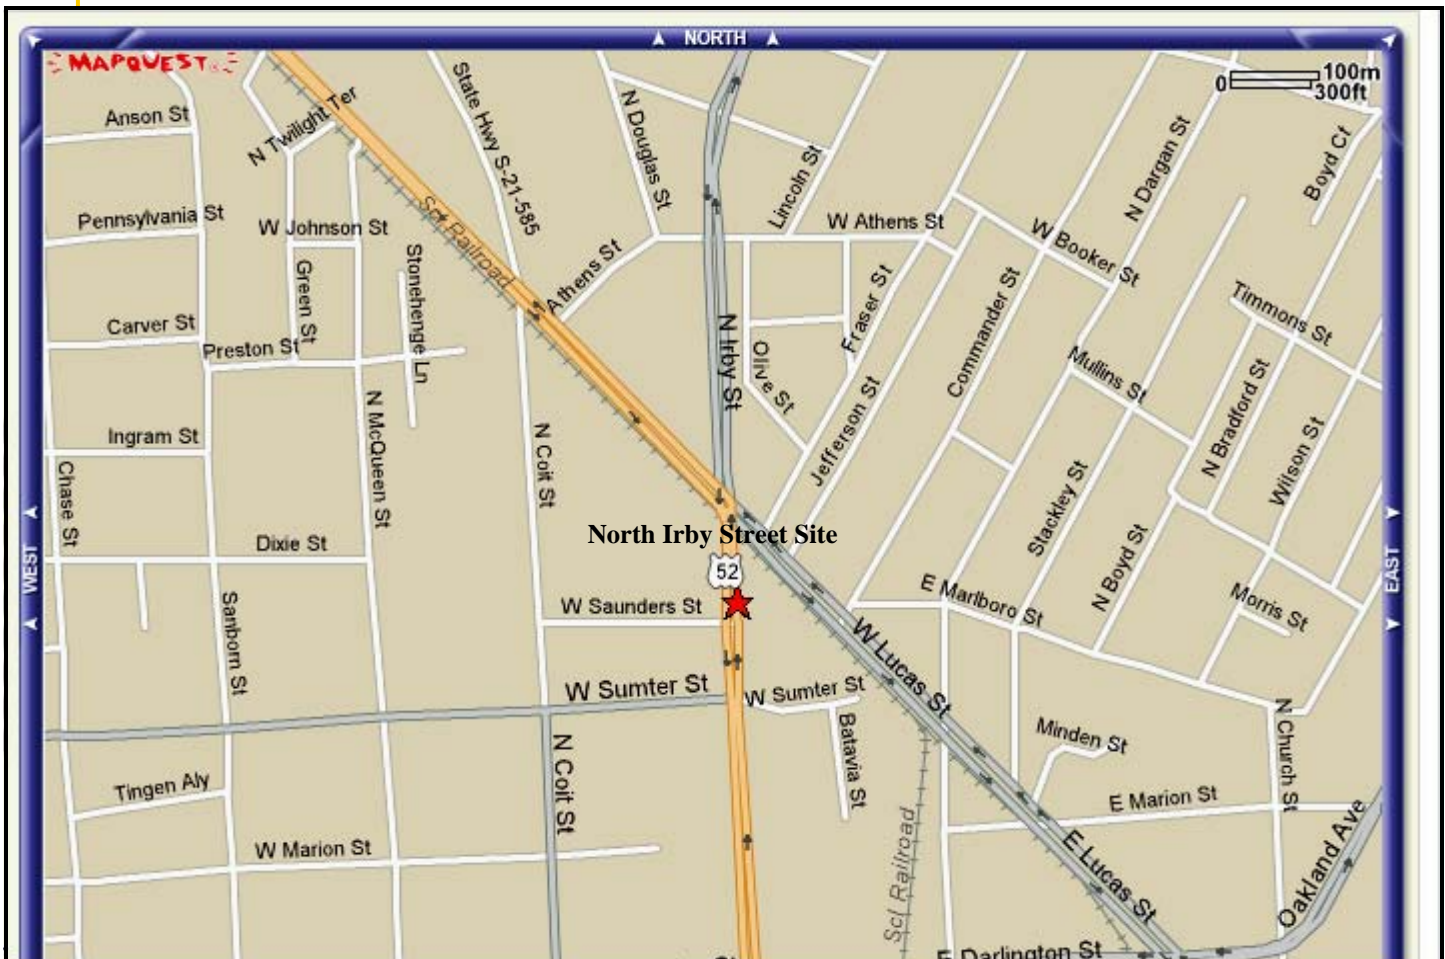 NORTH
MAPQUEST
0 100m
300ft
Anson St
N Twilight Ter
State Hwy S-21-585
N Douglas St
Lincoln St
N Dargan St
Boyd Ct
Pennsylvania St
W Johnson St
Scl Railroad
W Athens St
W Booker St
Athens St
Stonehenge Ln
Green St
Fraser St
Commander St
Timmons St
Carver St
Preston St
N Irby St
Olive St
Mullins St
N Bradford St
Jefferson St
N McQueen St
Ingram St
N Coit St
Wilson St
Chase St
Stackley St
WEST
EAST
North Irby Street Site
Dixie St
52
N Boyd St
E Marlboro St
Morris St
W Saunders St
Sanborn St
W Lucas St
W Sumter St
W Sumter St
Batavia St
Minden St
N Church St
N Coit St
Tingen Aly
E Marion St
W Marion St
Scl Railroad
E Lucas St
Oakland Ave
E Darlington St